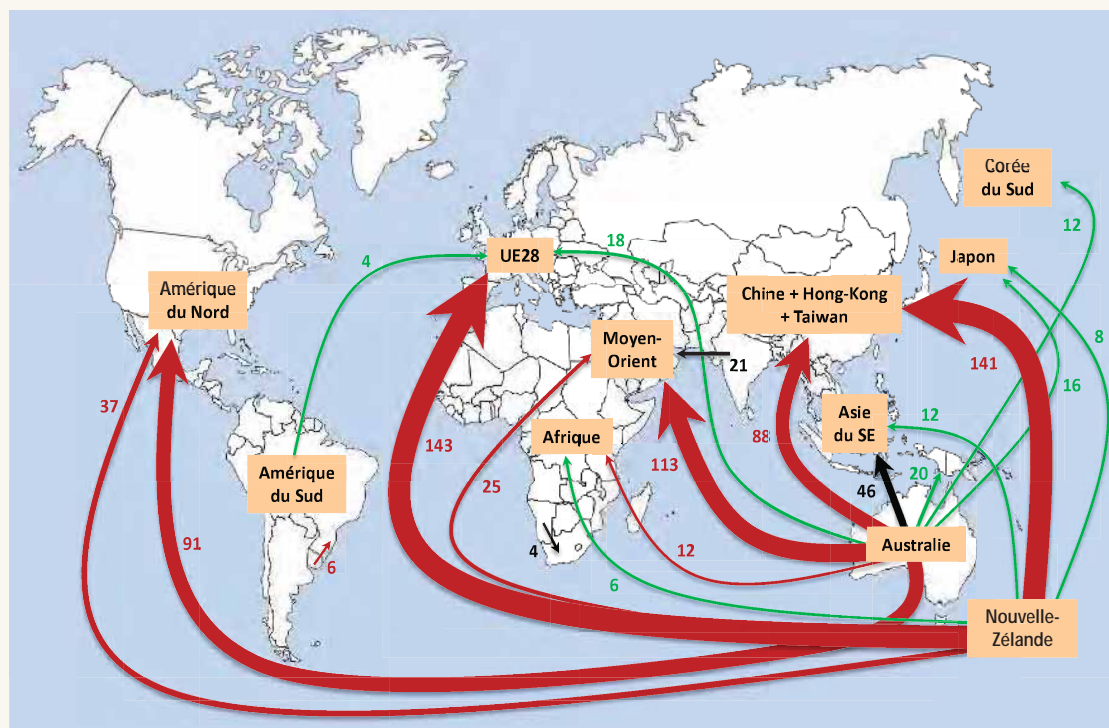 Corée
du Sud
12
18
UE28
Japon
4
Amérique
du Nord
Chine + Hong-Kong
+ Taiwan
Moyen-
Orient
21
8
141
16
37
Asie
du SE
12
88
Afrique
143
113
Amérique
du Sud
20
25
46
Australie
91
4
12
6
6
Nouvelle-
Zélande